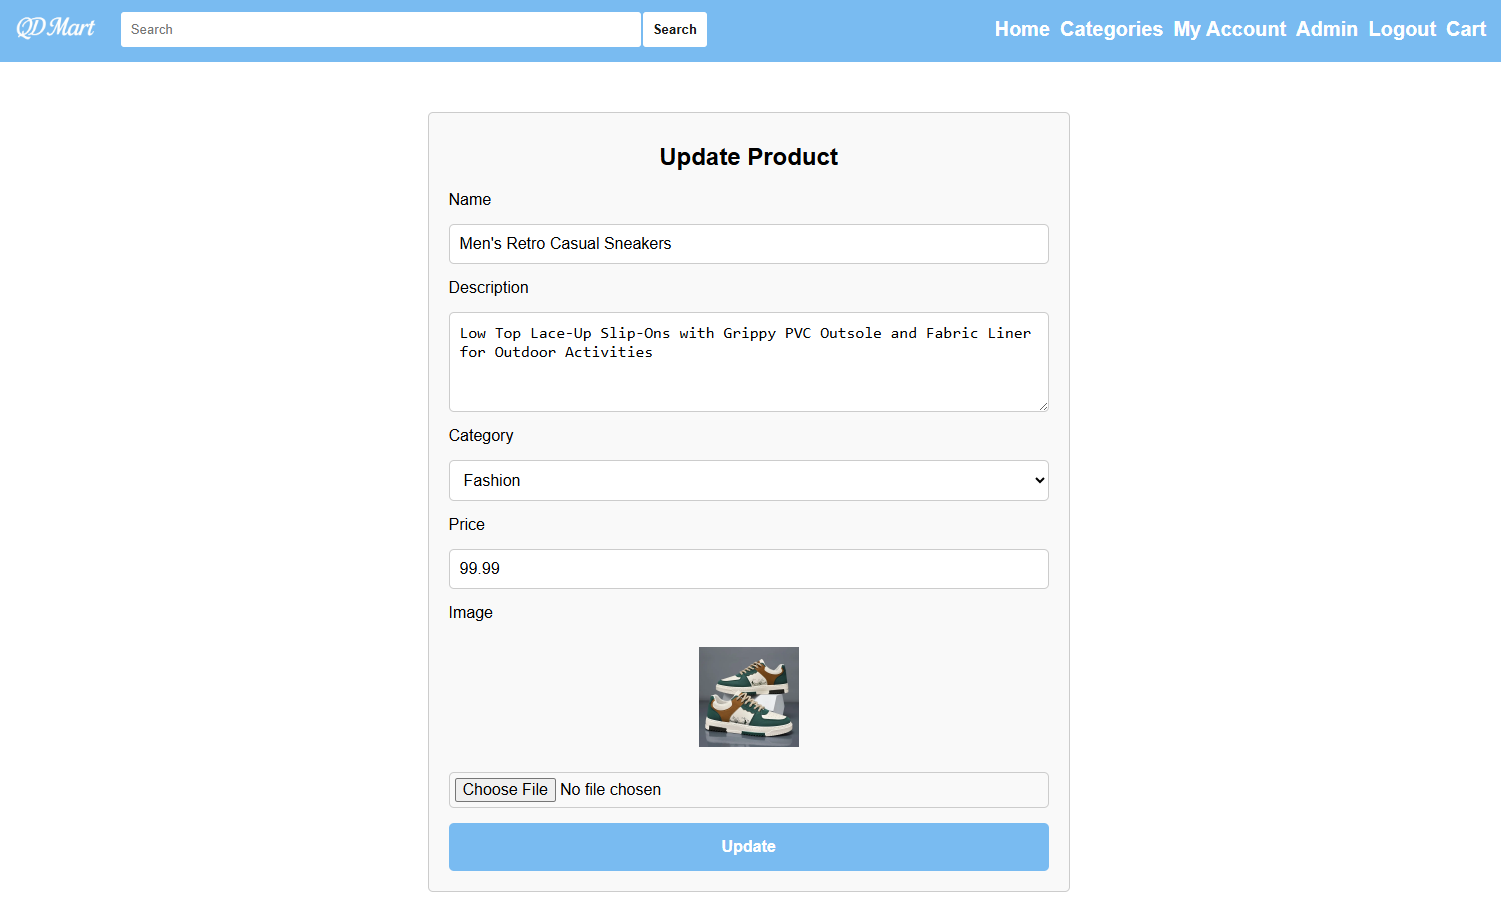 QD Mart
Search
Search
Home Categories My Account Admin Logout Cart
Update Product
Name
Men's Retro Casual Sneakers
Description
Low Top Lace-Up Slip-Ons with Grippy PVC Outsole and Fabric Liner
for Outdoor Activities
Category
Fashion
Price
99.99
Image
Choose File No file chosen
Update